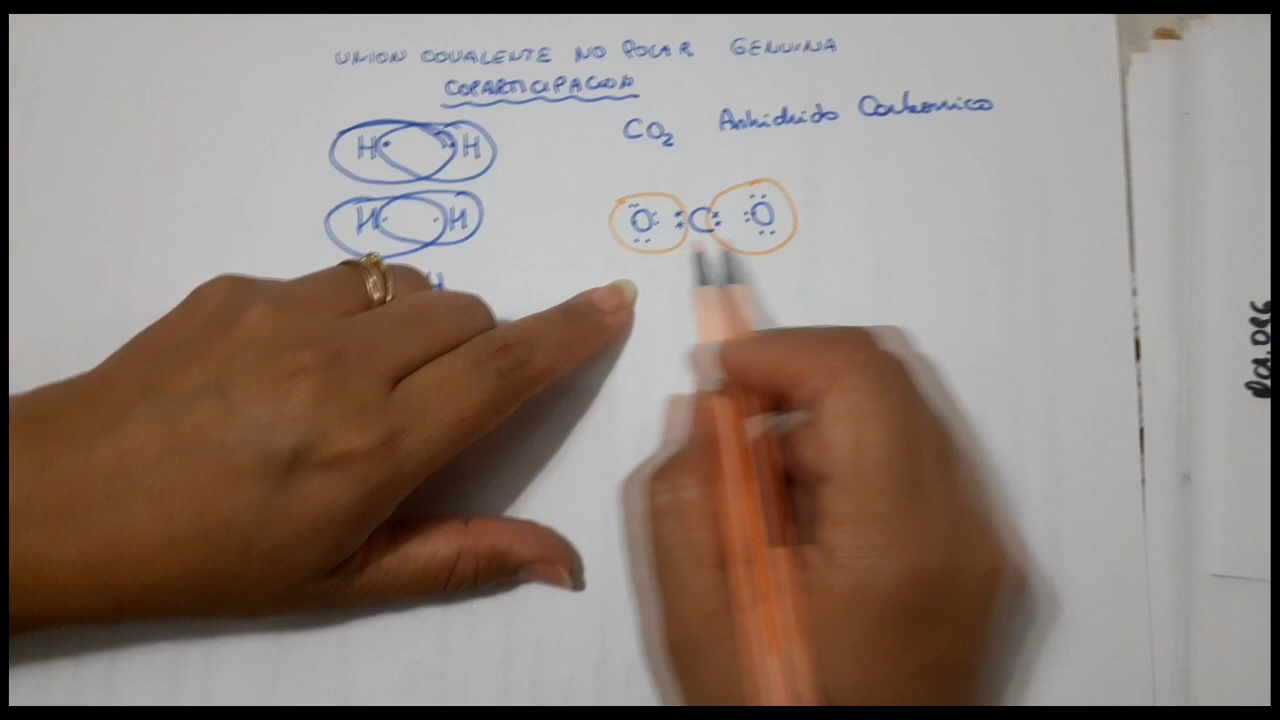 UNION COVALENTE NO POLAR GENUINA
COPARTICIPACION
CO2 Anhidrido Carbonico
H H
O C O
H H
H